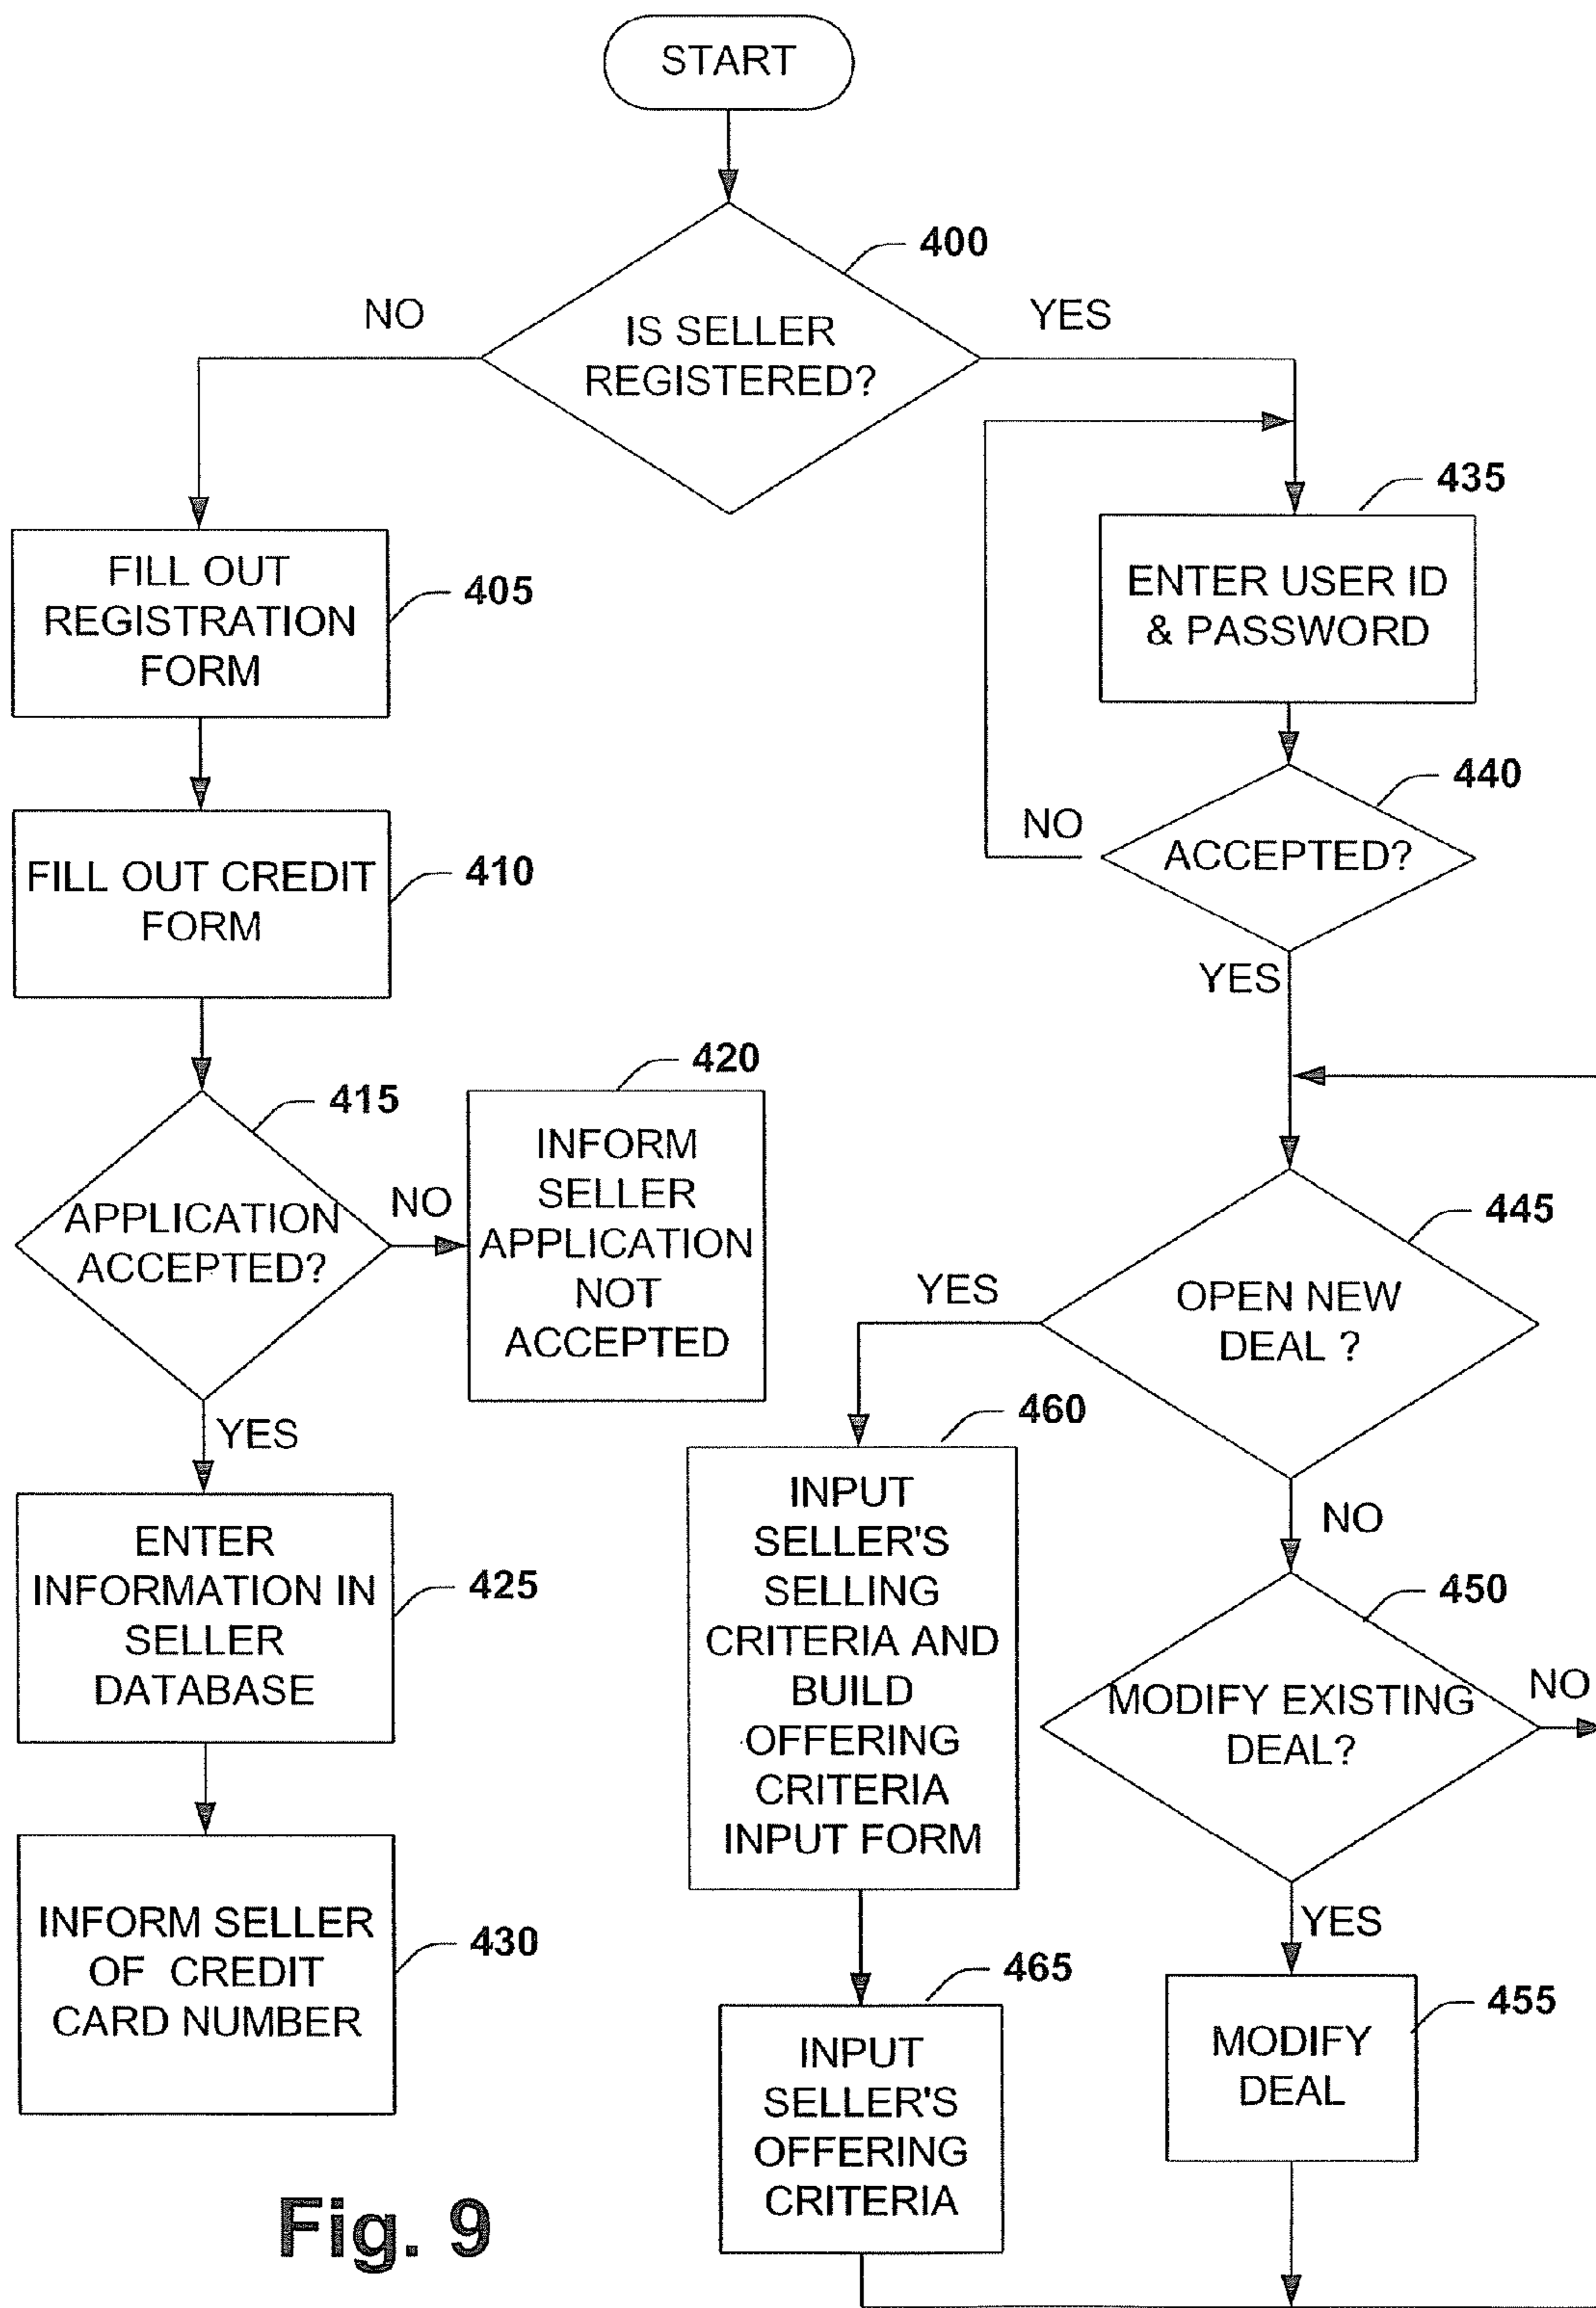 START
400
NO
YES
IS SELLER
REGISTERED?
435
FILL OUT
REGISTRATION
FORM
405
ENTER USER ID
& PASSWORD
440
NO
ACCEPTED?
FILL OUT CREDIT
FORM
410
YES
420
415
INFORM
SELLER
APPLICATION
NOT
ACCEPTED
NO
APPLICATION
ACCEPTED?
445
YES
OPEN NEW
DEAL ?
460
YES
NO
INPUT
SELLER'S
SELLING
CRITERIA AND
BUILD
OFFERING
CRITERIA
INPUT FORM
ENTER
INFORMATION IN
SELLER
DATABASE
425
450
NO
MODIFY EXISTING
DEAL?
INFORM SELLER
OF CREDIT
CARD NUMBER
430
YES
465
455
INPUT
SELLER'S
OFFERING
CRITERIA
MODIFY
DEAL
Fig. 9